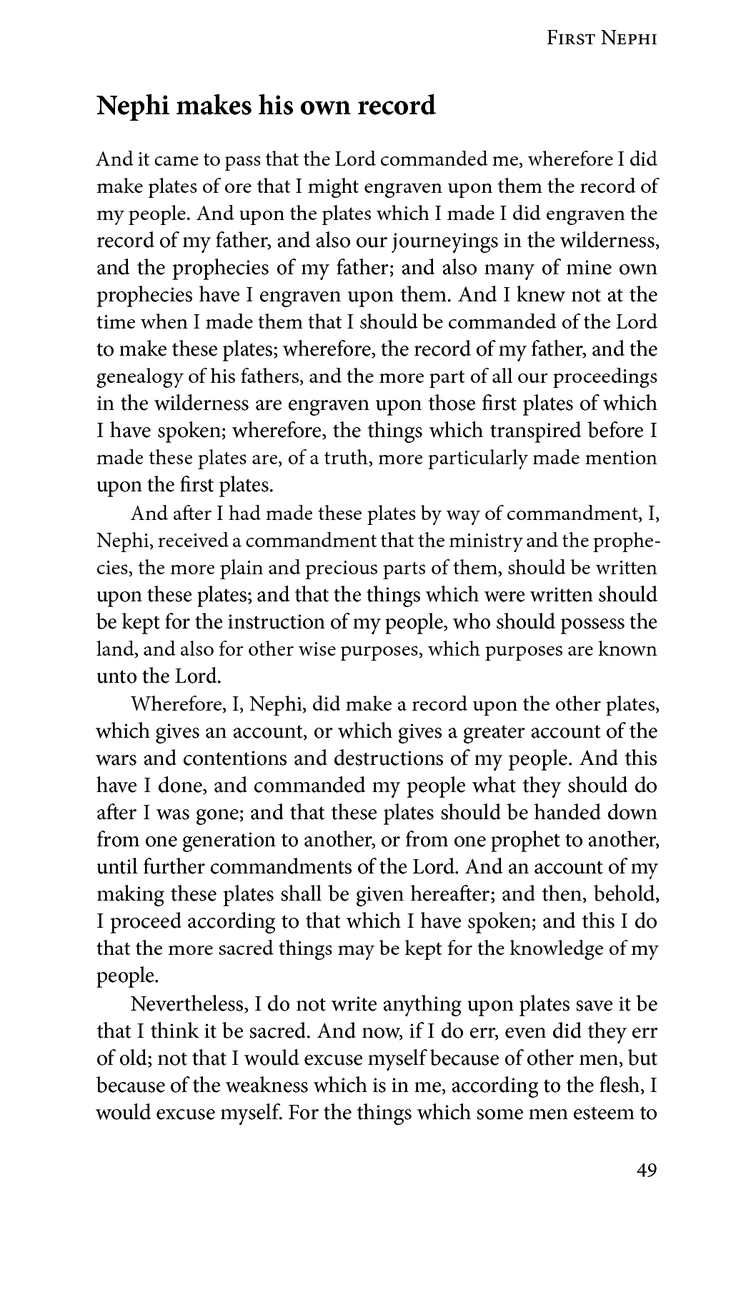 First Nephi
Nephi makes his own record
And it came to pass that the Lord commanded me, wherefore I did
make plates of ore that I might engraven upon them the record of
my people. And upon the plates which I made I did engraven the
record of my father, and also our journeyings in the wilderness,
and the prophecies of my father; and also many of mine own
prophecies have I engraven upon them. And I knew not at the
time when I made them that I should be commanded of the Lord
to make these plates; wherefore, the record of my father, and the
genealogy of his fathers, and the more part of all our proceedings
in the wilderness are engraven upon those first plates of which
I have spoken; wherefore, the things which transpired before I
made these plates are, of a truth, more particularly made mention
upon the first plates.
And after I had made these plates by way of commandment, I,
Nephi, received a commandment that the ministry and the prophe-
cies, the more plain and precious parts of them, should be written
upon these plates; and that the things which were written should
be kept for the instruction of my people, who should possess the
land, and also for other wise purposes, which purposes are known
unto the Lord.
Wherefore, I, Nephi, did make a record upon the other plates,
which gives an account, or which gives a greater account of the
wars and contentions and destructions of my people. And this
have I done, and commanded my people what they should do
after I was gone; and that these plates should be handed down
from one generation to another, or from one prophet to another,
until further commandments of the Lord. And an account of my
making these plates shall be given hereafter; and then, behold,
I proceed according to that which I have spoken; and this I do
that the more sacred things may be kept for the knowledge of my
people.
Nevertheless, I do not write anything upon plates save it be
that I think it be sacred. And now, if I do err, even did they err
of old; not that I would excuse myself because of other men, but
because of the weakness which is in me, according to the flesh, I
would excuse myself. For the things which some men esteem to
49